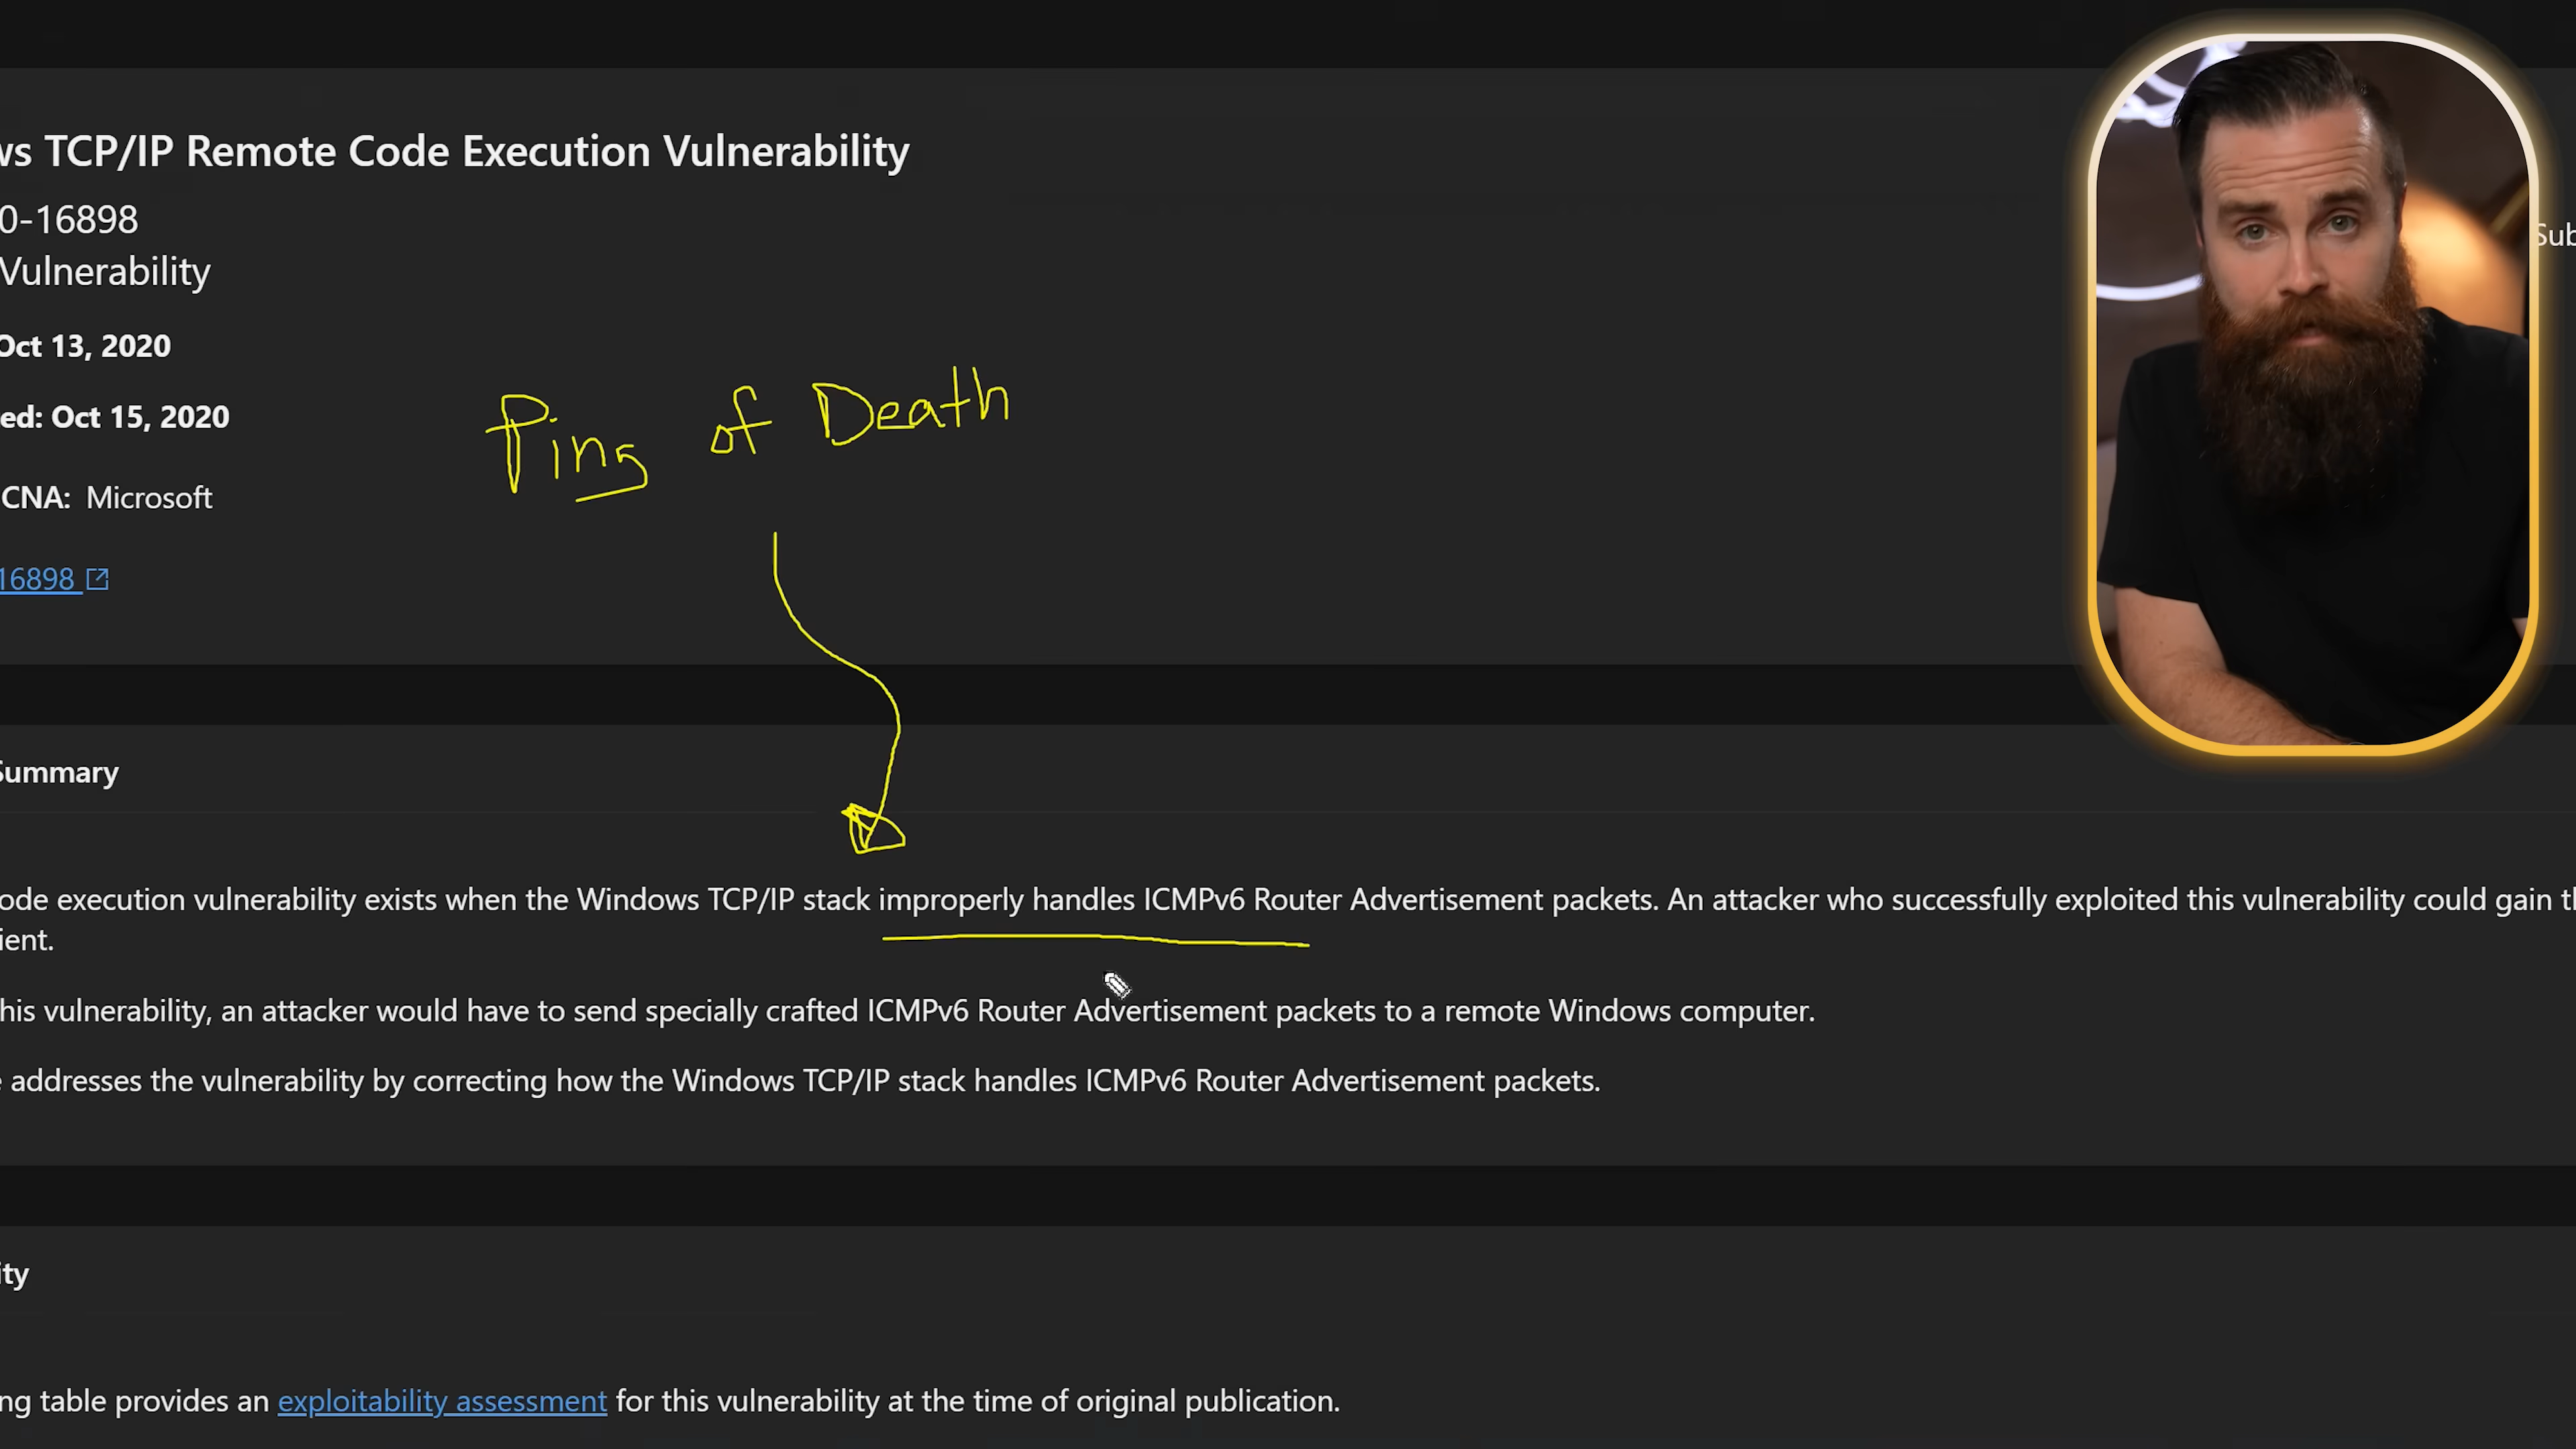 ws TCP/IP Remote Code Execution Vulnerability
0-16898
Vulnerability
Sub
Oct 13, 2020
Ping of Death
ed: Oct 15, 2020
CNA: Microsoft
16898
Summary
ode execution vulnerability exists when the Windows TCP/IP stack improperly handles ICMPv6 Router Advertisement packets. An attacker who successfully exploited this vulnerability could gain th
ient.
his vulnerability, an attacker would have to send specially crafted ICMPv6 Router Advertisement packets to a remote Windows computer.
e addresses the vulnerability by correcting how the Windows TCP/IP stack handles ICMPv6 Router Advertisement packets.
ity
ng table provides an exploitability assessment for this vulnerability at the time of original publication.